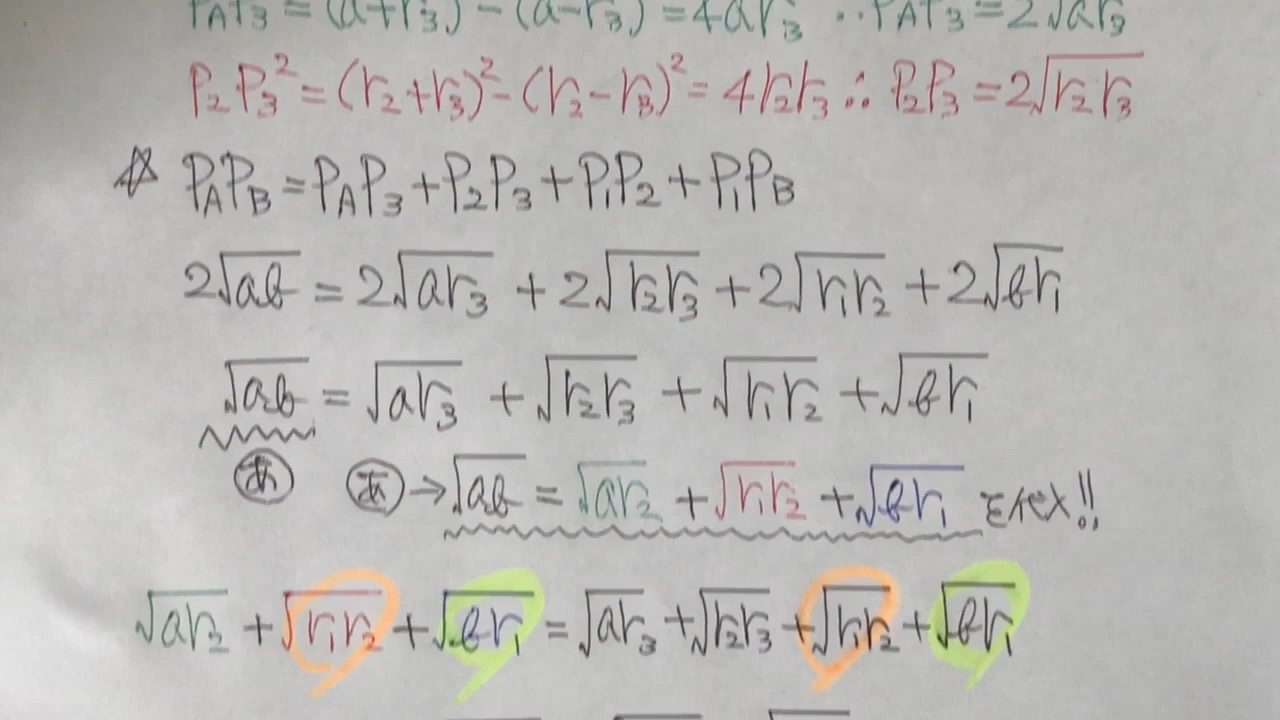 P_AP_3² = (a+r_3)² - (a-r_3)² = 4ar_3 ∴ P_AP_3 = 2√ar_3
P_2P_3² = (r_2+r_3)² - (r_2-r_3)² = 4r_2r_3 ∴ P_2P_3 = 2√r_2r_3
☆ P_AP_B = P_AP_3 + P_2P_3 + P_1P_2 + P_1P_B
2√ab = 2√ar_3 + 2√r_2r_3 + 2√r_1r_2 + 2√br_1
√ab = √ar_3 + √r_2r_3 + √r_1r_2 + √br_1
あ あ → √ab = √ar_2 + √r_1r_2 + √br_1 を代入!!
√ar_2 + √r_1r_2 + √br_1 = √ar_3 + √r_2r_3 + √r_1r_2 + √br_1